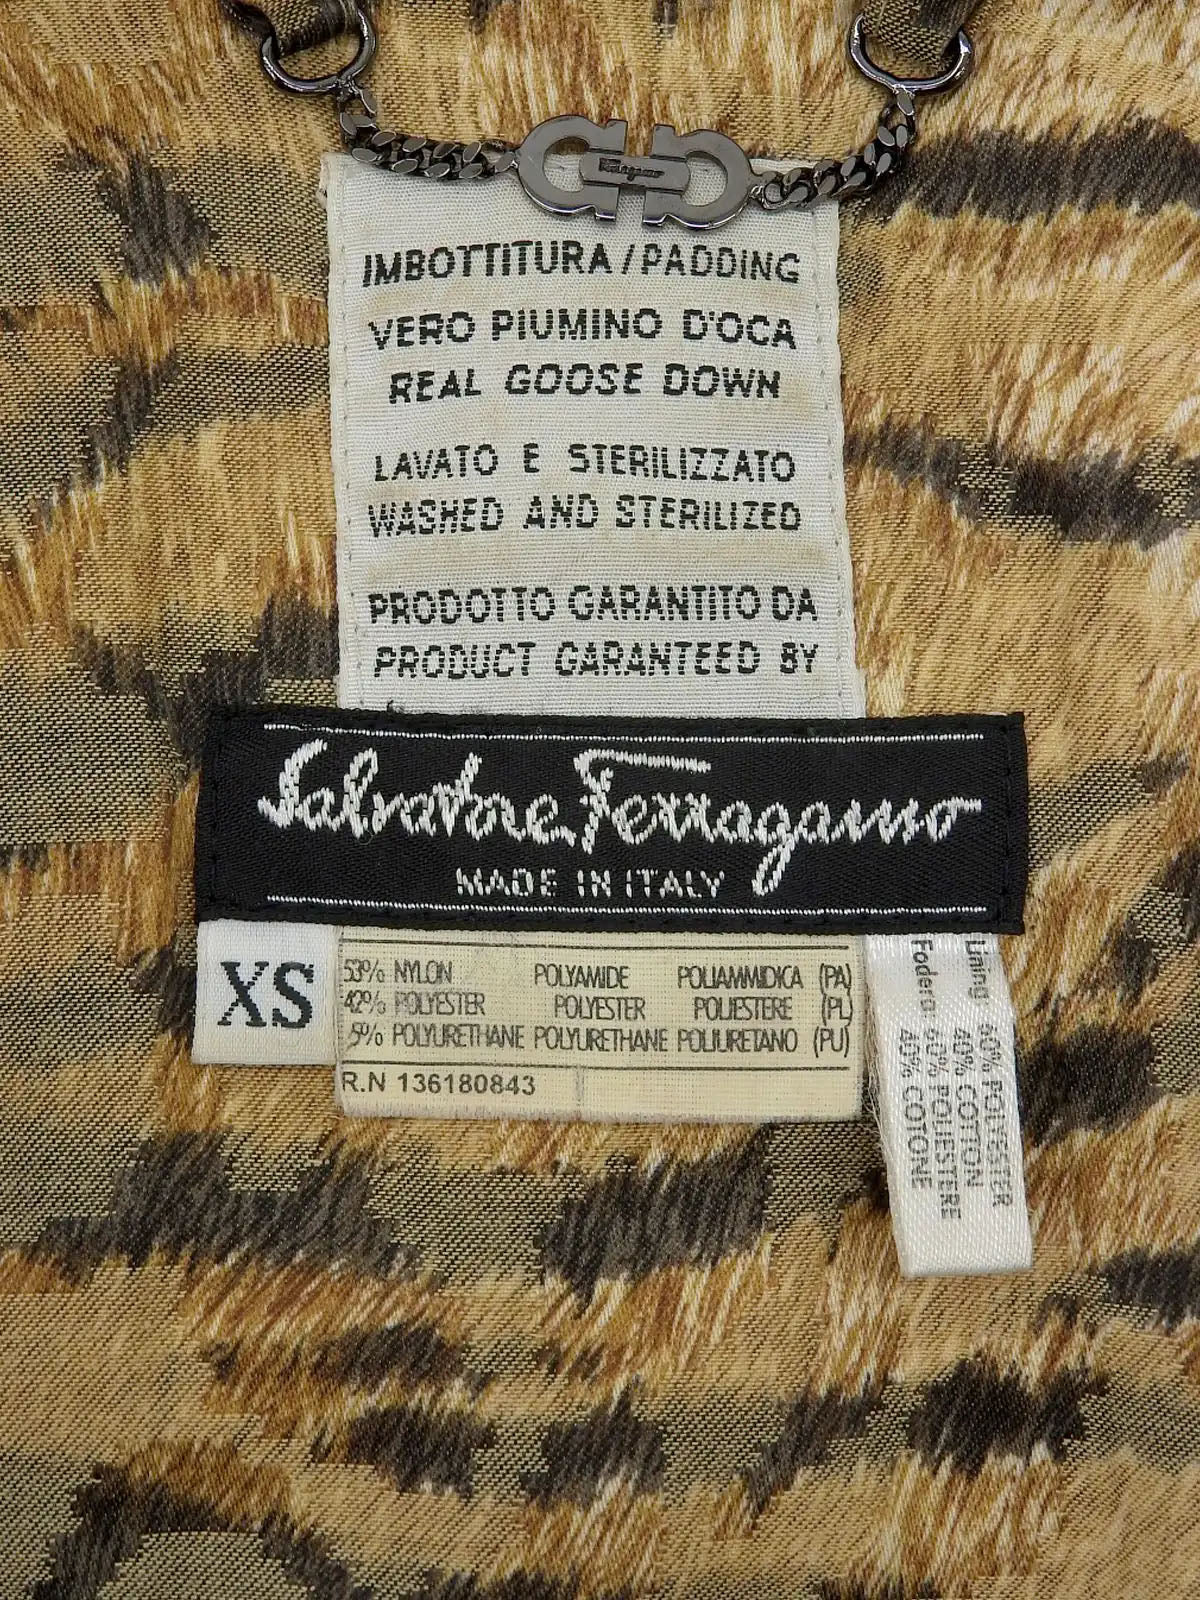 Ferragamo
IMBOTTITURA/PADDING
VERO PIUMINO D'OCA
REAL GOOSE DOWN
LAVATO E STERILIZZATO
WASHED AND STERILIZED
PRODOTTO GARANTITO DA
PRODUCT GARANTEED BY
Salvatore Ferragamo
MADE IN ITALY
XS
53% NYLON POLYAMIDE POLIAMMIDICA (PA)
42% POLYESTER POLYESTER POLIESTERE (PL)
5% POLYURETHANE POLYURETHANE POLIURETANO (PU)
R.N 136180843
Lining 60% POLYESTER
40% COTTON
Fodero 60% POLIESTERE
40% COTONE